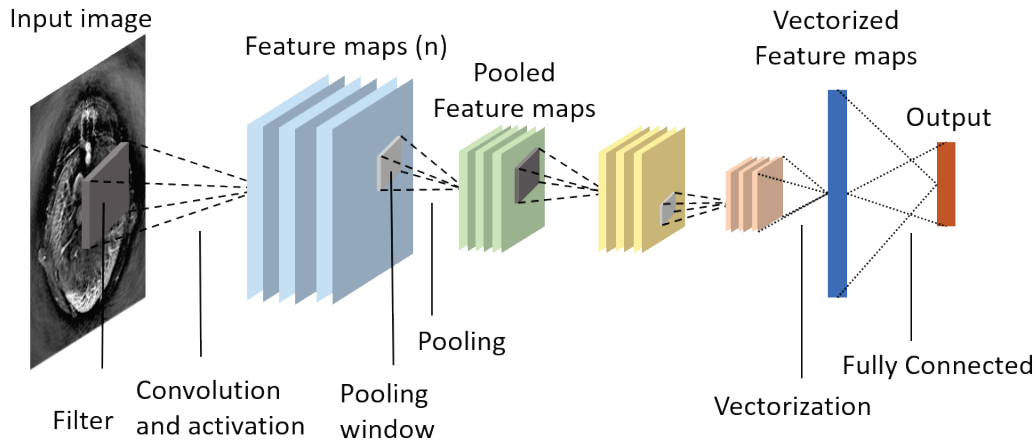 Input image
Feature maps (n)
Pooled
Feature maps
Vectorized
Feature maps
Output
Filter
Convolution
and activation
Pooling
window
Pooling
Vectorization
Fully Connected